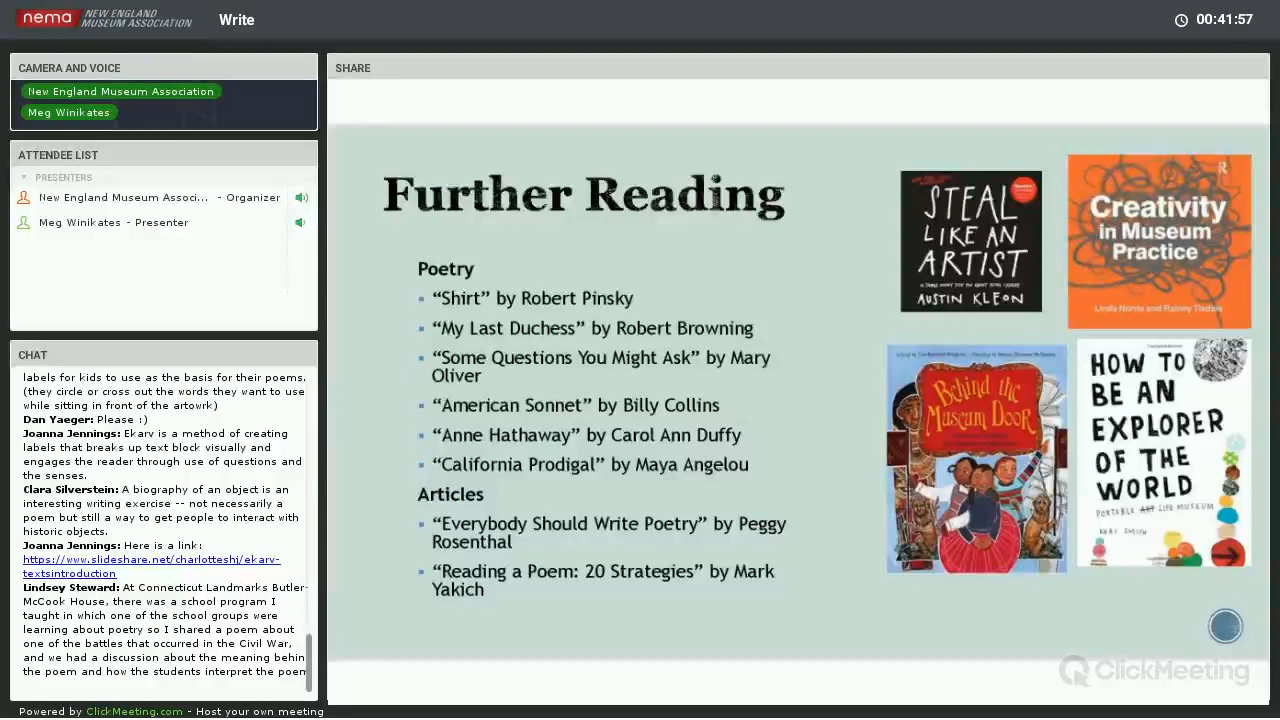 nema NEW ENGLAND
MUSEUM ASSOCIATION
Write
00:41:57
CAMERA AND VOICE
New England Museum Association
Meg Winikates
ATTENDEE LIST
PRESENTERS
New England Museum Associ... - Organizer
Meg Winikates - Presenter
CHAT
labels for kids to use as the basis for their poems.
(they circle or cross out the words they want to use
while sitting in front of the artowrk)
Dan Yaeger: Please :)
Joanna Jennings: Ekarv is a method of creating
labels that breaks up text block visually and
engages the reader through use of questions and
the senses.
Clara Silverstein: A biography of an object is an
interesting writing exercise -- not necessarily a
poem but still a way to get people to interact with
historic objects.
Joanna Jennings: Here is a link:
https://www.slideshare.net/charlotteshj/ekarv-
textsintroduction
Lindsey Steward: At Connecticut Landmarks Butler-
McCook House, there was a school program I
taught in which one of the school groups were
learning about poetry so I shared a poem about
one of the battles that occurred in the Civil War,
and we had a discussion about the meaning behin
the poem and how the students interpret the poem
Powered by ClickMeeting.com - Host your own meeting
SHARE
Further Reading
Poetry
“Shirt” by Robert Pinsky
“My Last Duchess” by Robert Browning
“Some Questions You Might Ask” by Mary
Oliver
“American Sonnet” by Billy Collins
“Anne Hathaway” by Carol Ann Duffy
“California Prodigal” by Maya Angelou
Articles
“Everybody Should Write Poetry” by Peggy
Rosenthal
“Reading a Poem: 20 Strategies” by Mark
Yakich
STEAL
LIKE AN
ARTIST
AUSTIN KLEON
R
Creativity
in Museum
Practice
Linda Norris and Rainey Tisdale
Behind the
Museum Door
HOW TO
BE AN
EXPLORER
OF THE
WORLD
PORTABLE ART LIFE MUSEUM
KERI SMITH
ClickMeeting